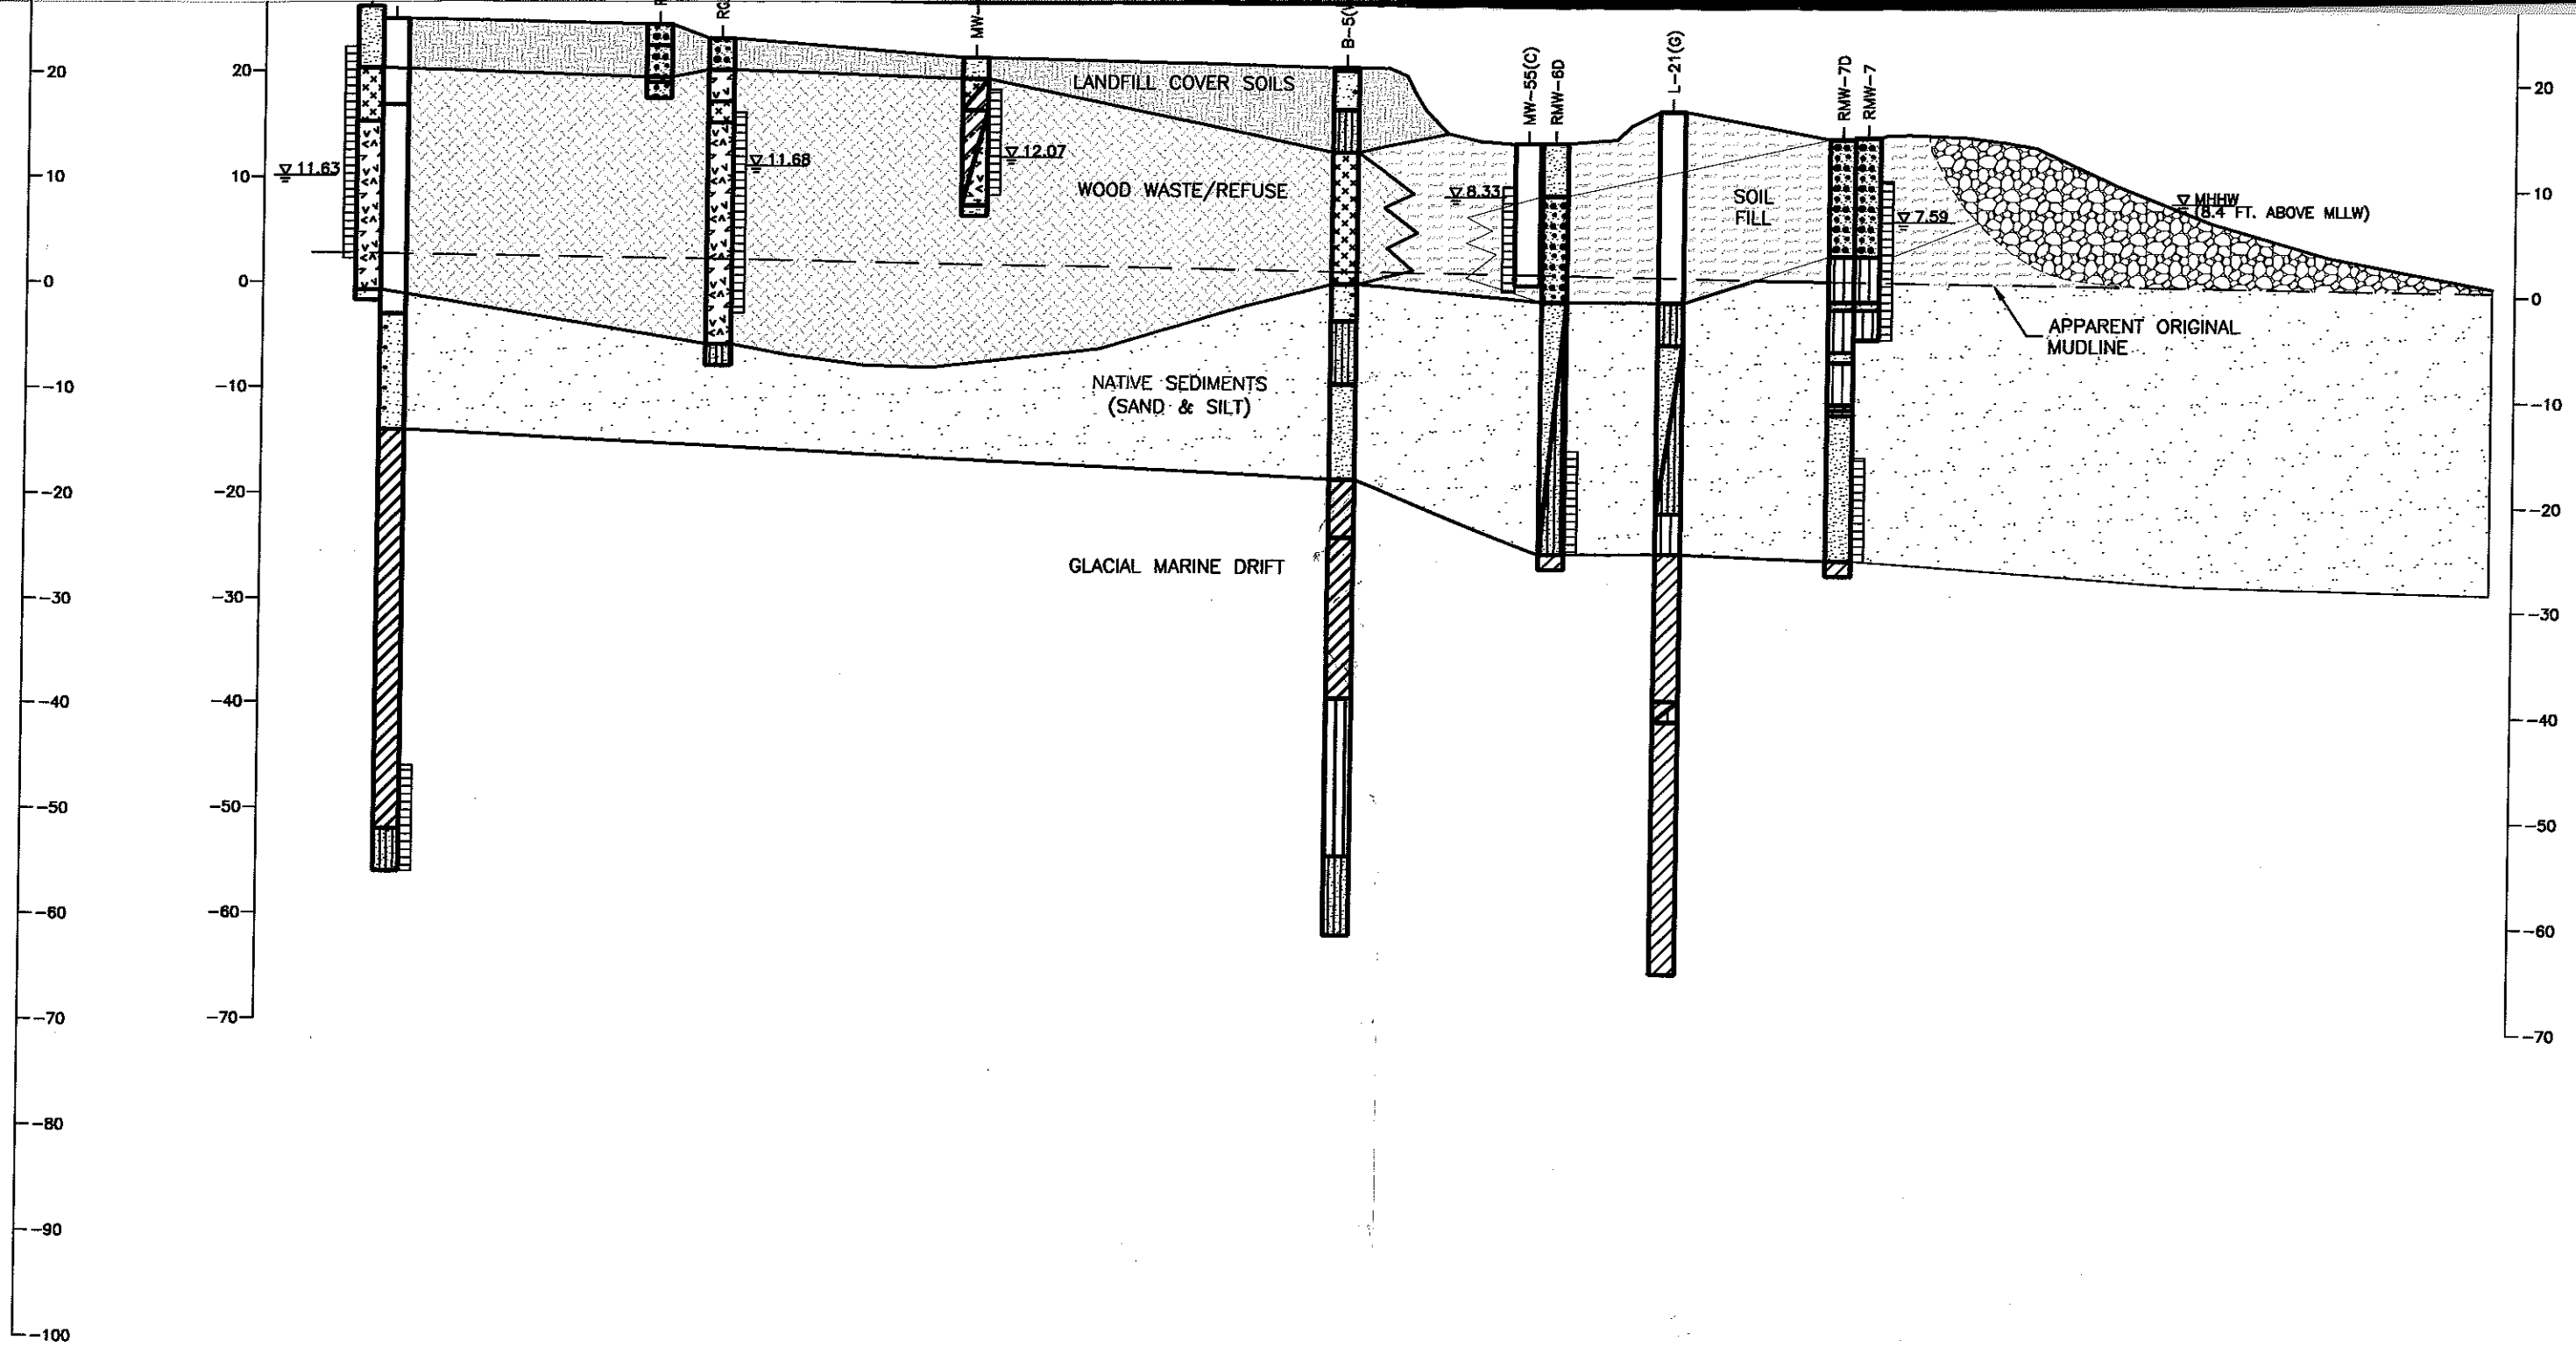 MW-
B-5(
MW-55(C)
RMW-6D
L-21(G)
RMW-7D
RMW-7
20
10
0
-10
-20
-30
-40
-50
-60
-70
-80
-90
-100
20
10
0
-10
-20
-30
-40
-50
-60
-70
11.63
11.68
12.07
8.33
7.59
LANDFILL COVER SOILS
WOOD WASTE/REFUSE
SOIL
FILL
MHHW
(8.4 FT. ABOVE MLLW)
APPARENT ORIGINAL
MUDLINE
NATIVE SEDIMENTS
(SAND & SILT)
GLACIAL MARINE DRIFT
20
10
0
-10
-20
-30
-40
-50
-60
-70